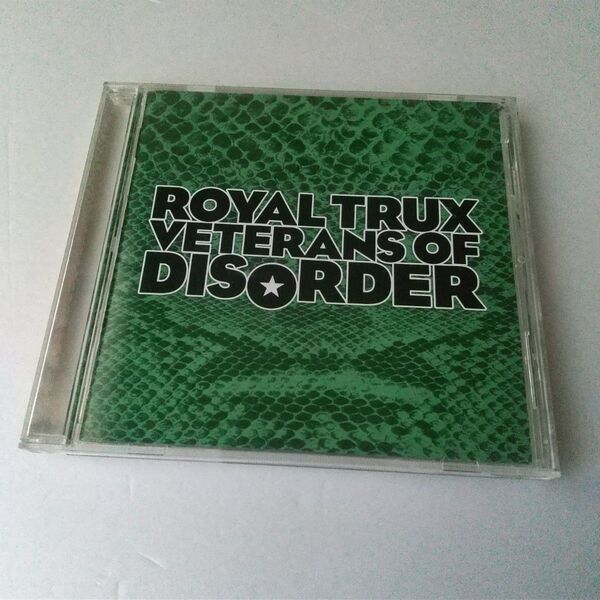 ROYAL TRUX
VETERANS OF
DISORDER